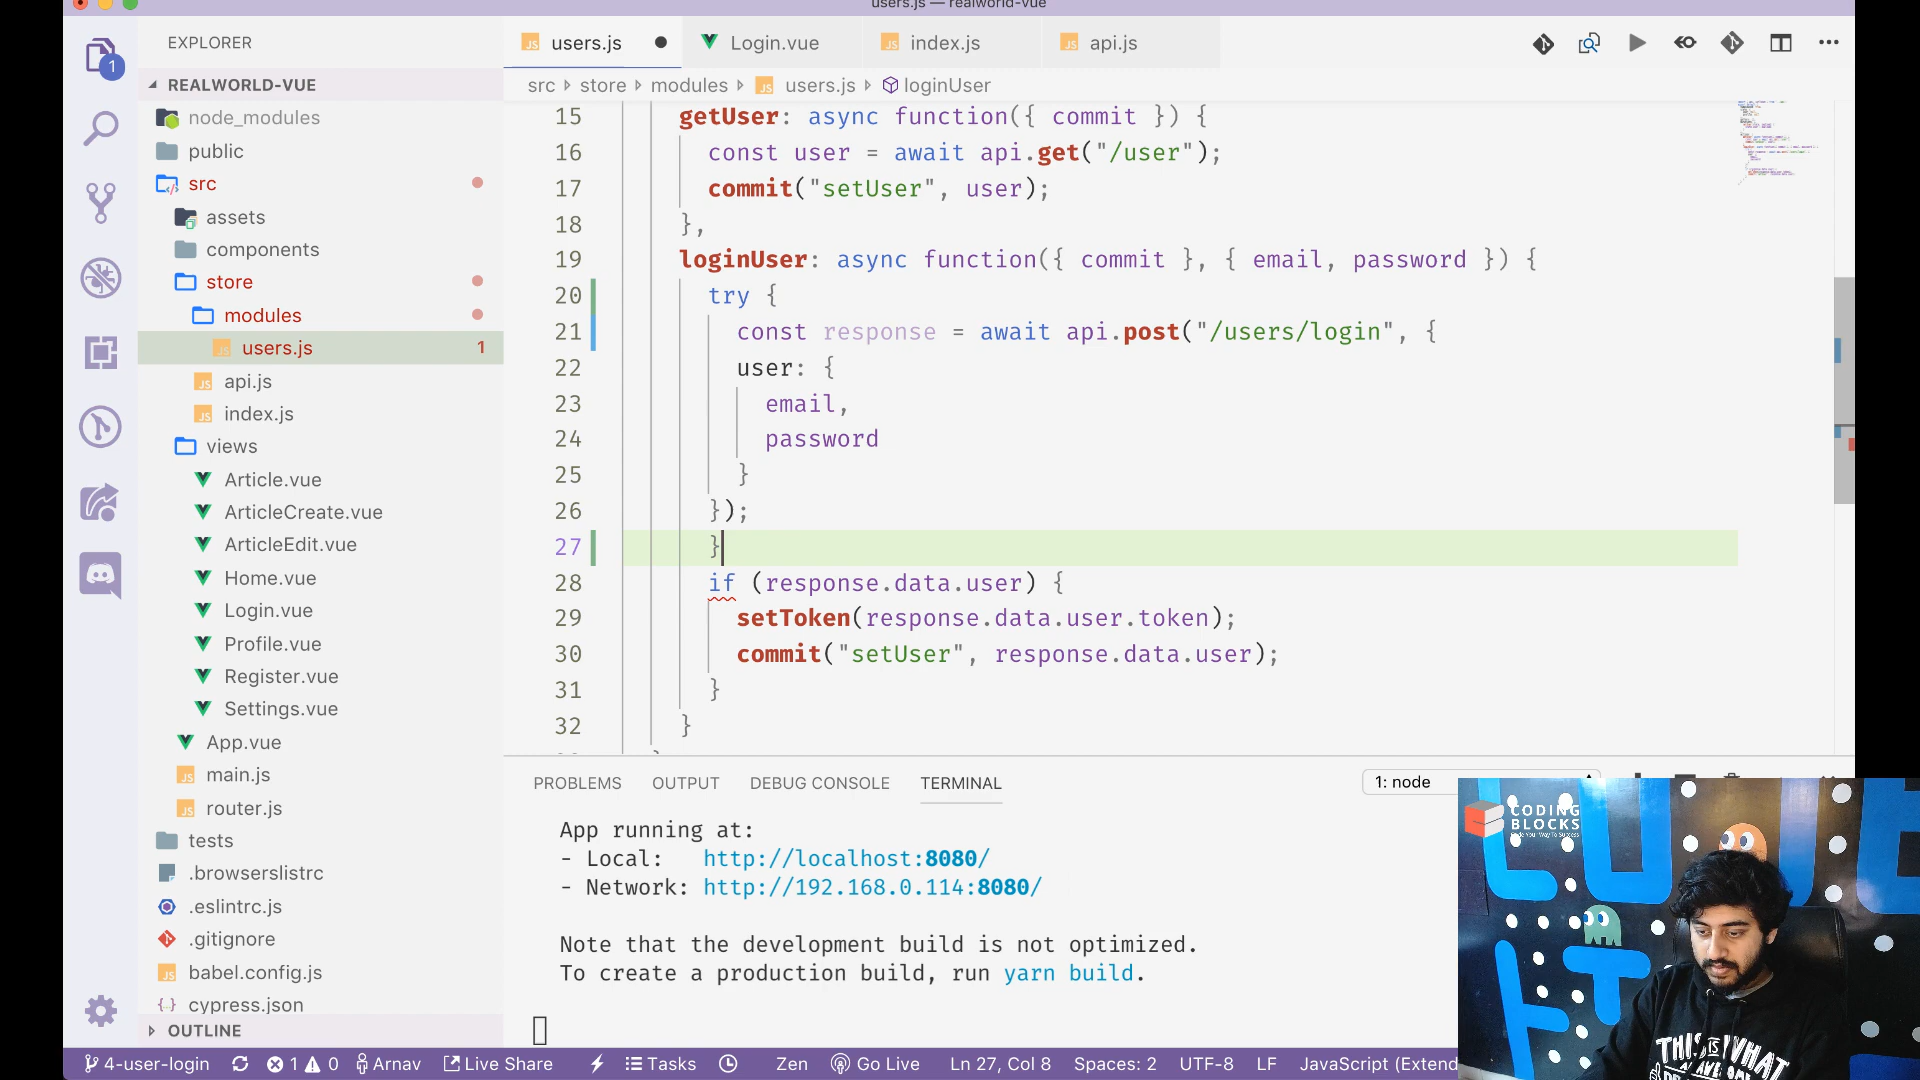 users.js — realworld-vue
EXPLORER
users.js
Login.vue
index.js
api.js
REALWORLD-VUE
src
store
modules
users.js
loginUser
1
node_modules
public
src
assets
components
store
modules
users.js 1
api.js
index.js
views
Article.vue
ArticleCreate.vue
ArticleEdit.vue
Home.vue
Login.vue
Profile.vue
Register.vue
Settings.vue
App.vue
main.js
router.js
tests
.browserslistrc
.eslintrc.js
.gitignore
babel.config.js
cypress.json
OUTLINE
15 getUser: async function({ commit }) {
16 const user = await api.get("/user");
17 commit("setUser", user);
18 },
19 loginUser: async function({ commit }, { email, password }) {
20 try {
21 const response = await api.post("/users/login", {
22 user: {
23 email,
24 password
25 }
26 });
27 }
28 if (response.data.user) {
29 setToken(response.data.user.token);
30 commit("setUser", response.data.user);
31 }
32 }
PROBLEMS OUTPUT DEBUG CONSOLE TERMINAL
1: node
App running at:
- Local: http://localhost:8080/
- Network: http://192.168.0.114:8080/
Note that the development build is not optimized.
To create a production build, run yarn build.
CODING
BLOCKS
Code Your Way To Success
THIS IS WHAT
4-user-login
1 0
Arnav
Live Share
Tasks
Zen
Go Live
Ln 27, Col 8
Spaces: 2
UTF-8
LF
JavaScript (Extend